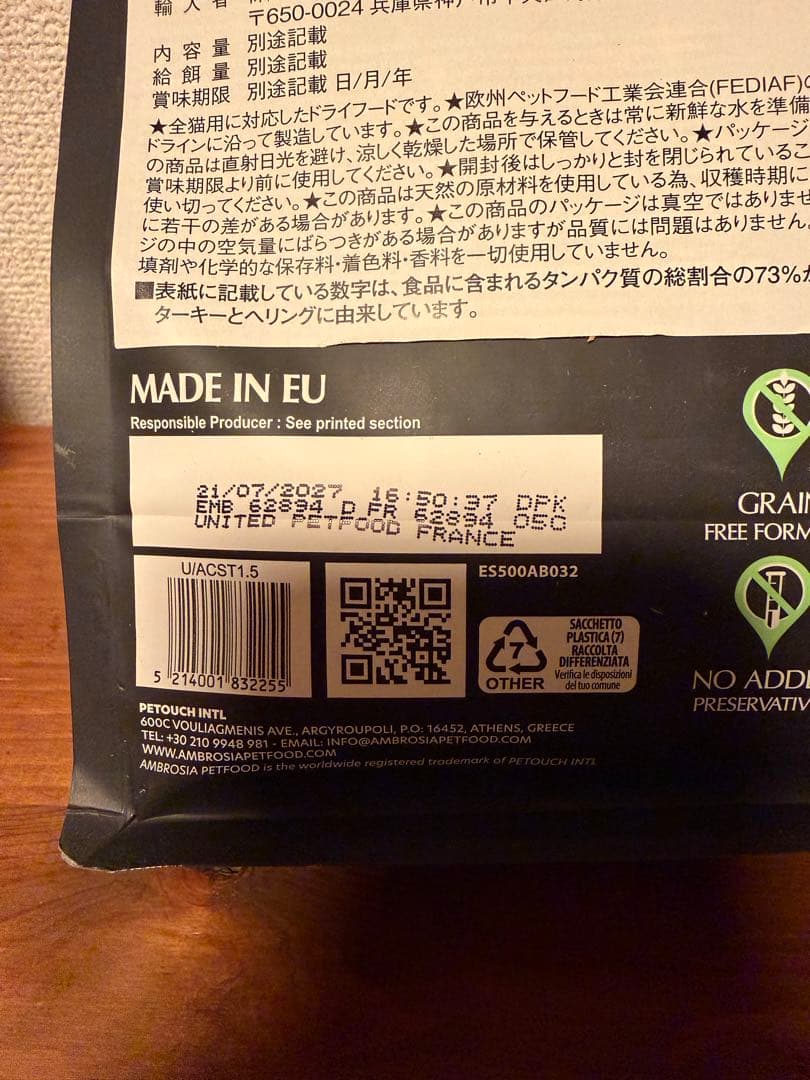 輸入者
〒650-0024 兵庫県神戸市中央
内容量 別途記載
給餌量 別途記載
賞味期限 別途記載 日/月/年
★全猫用に対応したドライフードです。★欧州ペットフード工業会連合(FEDIAF)の
ドラインに沿って製造しています。★この商品を与えるときは常に新鮮な水を準備
の商品は直射日光を避け、涼しく乾燥した場所で保管してください。★パッケージ
賞味期限より前に使用してください。★開封後はしっかりと封を閉じられているこ
使い切ってください。★この商品は天然の原材料を使用している為、収穫時期に
に若干の差がある場合があります。★この商品のパッケージは真空ではありませ
ジの中の空気量にばらつきがある場合がありますが品質には問題はありません。
填剤や化学的な保存料・着色料・香料を一切使用していません。
■表紙に記載している数字は、食品に含まれるタンパク質の総割合の73%が
ターキーとヘリングに由来しています。
MADE IN EU
Responsible Producer : See printed section
21/07/2027 16:50:37 DPK
EMB 62894 D FR 62894 050
UNITED PETFOOD FRANCE
U/ACST1.5
5 214001 832255
ES500AB032
7
OTHER
SACCHETTO
PLASTICA (7)
RACCOLTA
DIFFERENZIATA
Verifica le disposizioni
del tuo comune
GRAIN
FREE FORM
NO ADD
PRESERVATIV
PETOUCH INTL
600C VOULIAGMENIS AVE., ARGYROUPOLI, P.O: 16452, ATHENS, GREECE
TEL: +30 210 9948 981 - EMAIL: INFO@AMBROSIAPETFOOD.COM
WWW.AMBROSIAPETFOOD.COM
AMBROSIA PETFOOD is the worldwide registered trademark of PETOUCH INTL